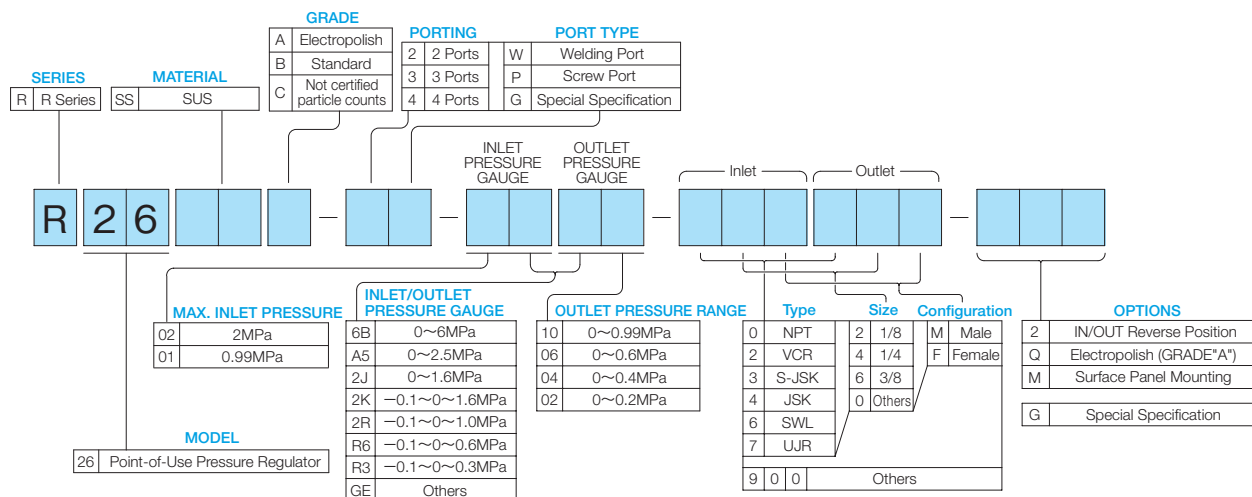 GRADE
A Electropolish
B Standard
C Not certified
particle counts
PORTING PORT TYPE
2 2 Ports W Welding Port
3 3 Ports P Screw Port
4 4 Ports G Special Specification
SERIES
R R Series
MATERIAL
SS SUS
INLET
PRESSURE
GAUGE
OUTLET
PRESSURE
GAUGE
Inlet
Outlet
R 2 6 – – – –
MAX. INLET PRESSURE
02 2MPa
01 0.99MPa
INLET/OUTLET
PRESSURE GAUGE
6B 0～6MPa
A5 0～2.5MPa
2J 0～1.6MPa
2K －0.1～0～1.6MPa
2R －0.1～0～1.0MPa
R6 －0.1～0～0.6MPa
R3 －0.1～0～0.3MPa
GE Others
OUTLET PRESSURE RANGE
10 0～0.99MPa
06 0～0.6MPa
04 0～0.4MPa
02 0～0.2MPa
Type Size Configuration
0 NPT 2 1/8 M Male
2 VCR 4 1/4 F Female
3 S-JSK 6 3/8
4 JSK 0 Others
6 SWL
7 UJR
9 0 0 Others
OPTIONS
2 IN/OUT Reverse Position
Q Electropolish (GRADE"A")
M Surface Panel Mounting
G Special Specification
MODEL
26 Point-of-Use Pressure Regulator